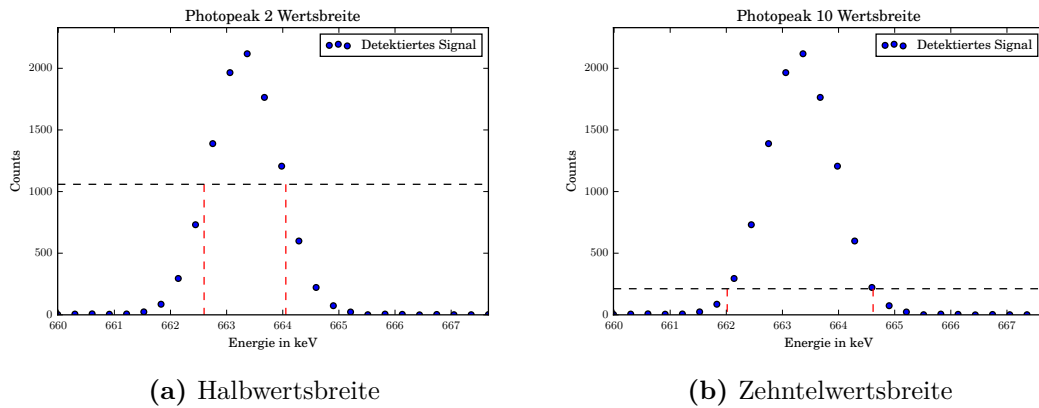 Photopeak 2 Wertsbreite
Detektiertes Signal
Counts
2000
1500
1000
500
0
660 661 662 663 664 665 666 667
Energie in keV
(a) Halbwertsbreite
Photopeak 10 Wertsbreite
Detektiertes Signal
Counts
2000
1500
1000
500
0
660 661 662 663 664 665 666 667
Energie in keV
(b) Zehntelwertsbreite